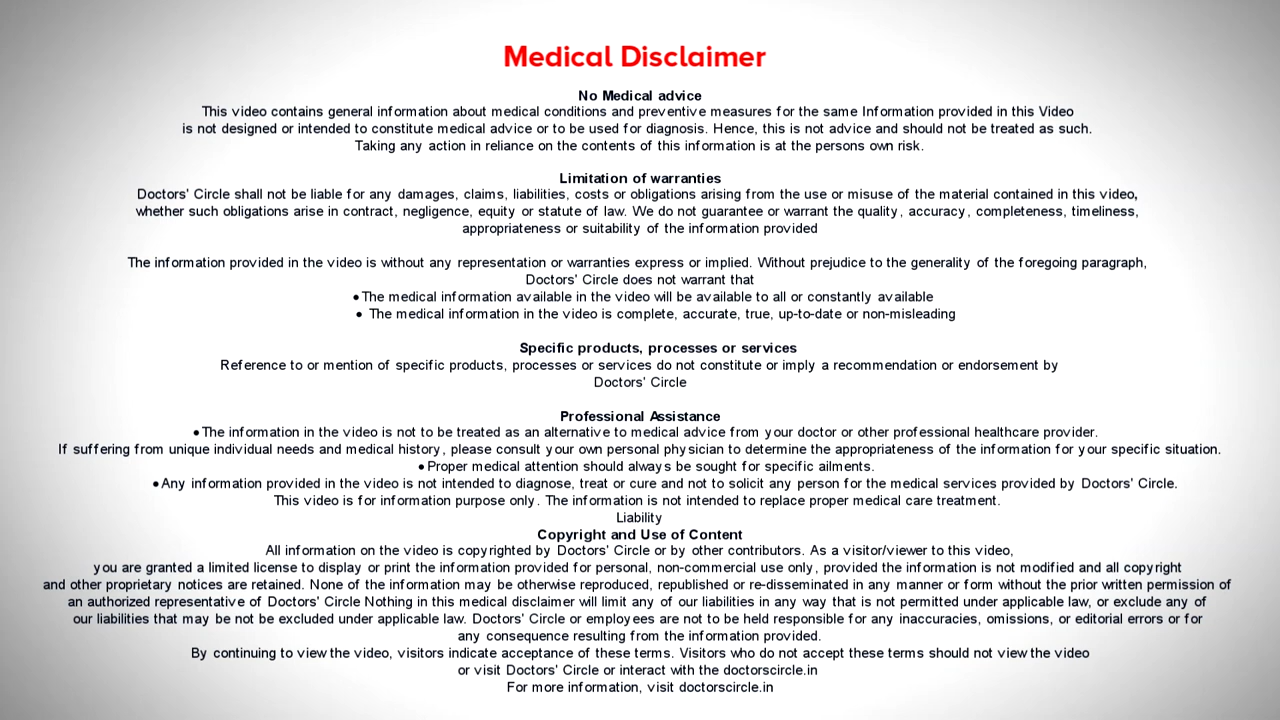 Medical Disclaimer
No Medical advice
This video contains general information about medical conditions and preventive measures for the same Information provided in this Video
is not designed or intended to constitute medical advice or to be used for diagnosis. Hence, this is not advice and should not be treated as such.
Taking any action in reliance on the contents of this information is at the persons own risk.
Limitation of warranties
Doctors' Circle shall not be liable for any damages, claims, liabilities, costs or obligations arising from the use or misuse of the material contained in this video,
whether such obligations arise in contract, negligence, equity or statute of law. We do not guarantee or warrant the quality, accuracy, completeness, timeliness,
appropriateness or suitability of the information provided
The information provided in the video is without any representation or warranties express or implied. Without prejudice to the generality of the foregoing paragraph,
Doctors' Circle does not warrant that
•The medical information available in the video will be available to all or constantly available
• The medical information in the video is complete, accurate, true, up-to-date or non-misleading
Specific products, processes or services
Reference to or mention of specific products, processes or services do not constitute or imply a recommendation or endorsement by
Doctors' Circle
Professional Assistance
•The information in the video is not to be treated as an alternative to medical advice from your doctor or other professional healthcare provider.
If suffering from unique individual needs and medical history, please consult your own personal physician to determine the appropriateness of the information for your specific situation.
•Proper medical attention should always be sought for specific ailments.
•Any information provided in the video is not intended to diagnose, treat or cure and not to solicit any person for the medical services provided by Doctors' Circle.
This video is for information purpose only. The information is not intended to replace proper medical care treatment.
Liability
Copyright and Use of Content
All information on the video is copyrighted by Doctors' Circle or by other contributors. As a visitor/viewer to this video,
you are granted a limited license to display or print the information provided for personal, non-commercial use only, provided the information is not modified and all copyright
and other proprietary notices are retained. None of the information may be otherwise reproduced, republished or re-disseminated in any manner or form without the prior written permission of
an authorized representative of Doctors' Circle Nothing in this medical disclaimer will limit any of our liabilities in any way that is not permitted under applicable law, or exclude any of
our liabilities that may be not be excluded under applicable law. Doctors' Circle or employees are not to be held responsible for any inaccuracies, omissions, or editorial errors or for
any consequence resulting from the information provided.
By continuing to view the video, visitors indicate acceptance of these terms. Visitors who do not accept these terms should not view the video
or visit Doctors' Circle or interact with the doctorscircle.in
For more information, visit doctorscircle.in